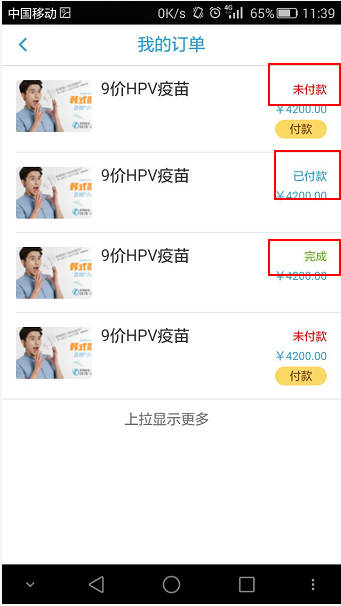 中国移动 0K/s 4G 65% 11:39
我的订单
9价HPV疫苗
未付款
￥4200.00
付款
9价HPV疫苗
已付款
￥4200.00
9价HPV疫苗
完成
￥4200.00
9价HPV疫苗
未付款
￥4200.00
付款
上拉显示更多